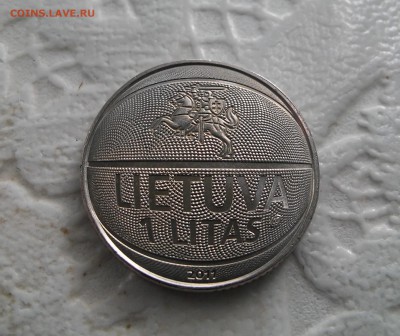 COINS.LAVE.RU
LIETUVA
1 LITAS
2011